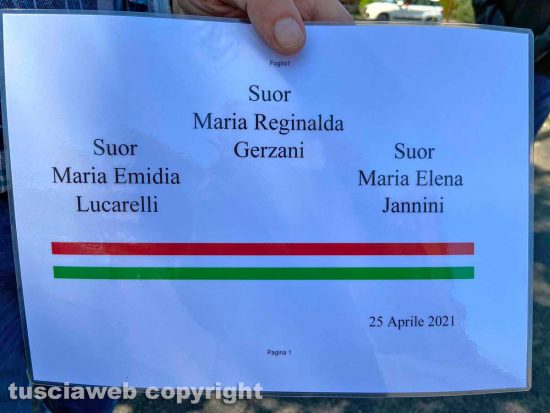 Foglio1
Suor
Maria Reginalda
Gerzani
Suor
Maria Emidia
Lucarelli
Suor
Maria Elena
Jannini
25 Aprile 2021
Pagina 1
tusciaweb copyright